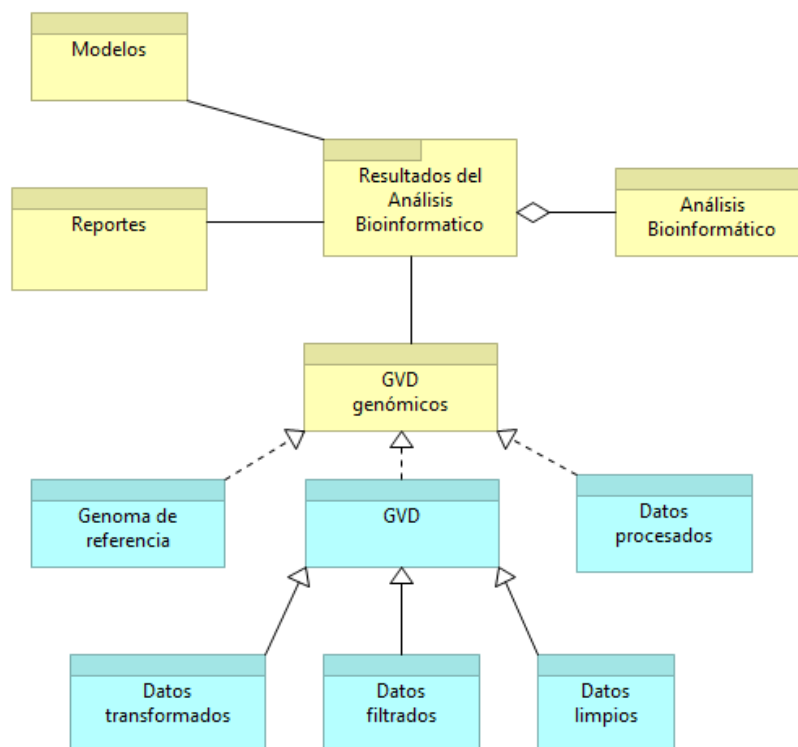 Modelos
Resultados del
Análisis
Bioinformatico
Reportes
Análisis
Bioinformático
GVD
genómicos
Genoma de
referencia
GVD
Datos
procesados
Datos
transformados
Datos
filtrados
Datos
limpios